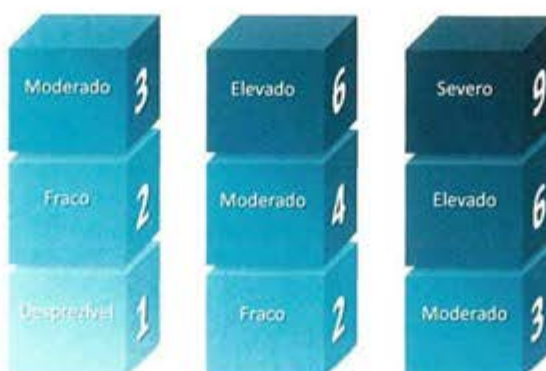 Moderado 3 Elevado 6 Severo 9
Fraco 2 Moderado 4 Elevado 6
Desprezível 1 Fraco 2 Moderado 3